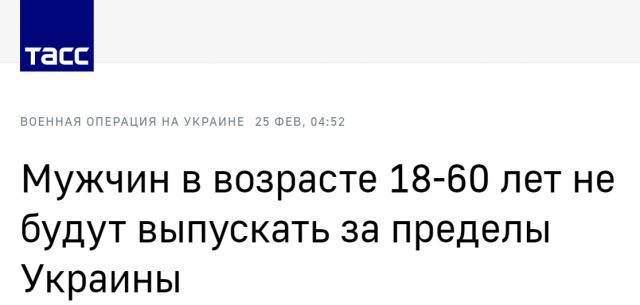 тасс
ВОЕННАЯ ОПЕРАЦИЯ НА УКРАИНЕ 25 ФЕВ, 04:52
Мужчин в возрасте 18-60 лет не
будут выпускать за пределы
Украины